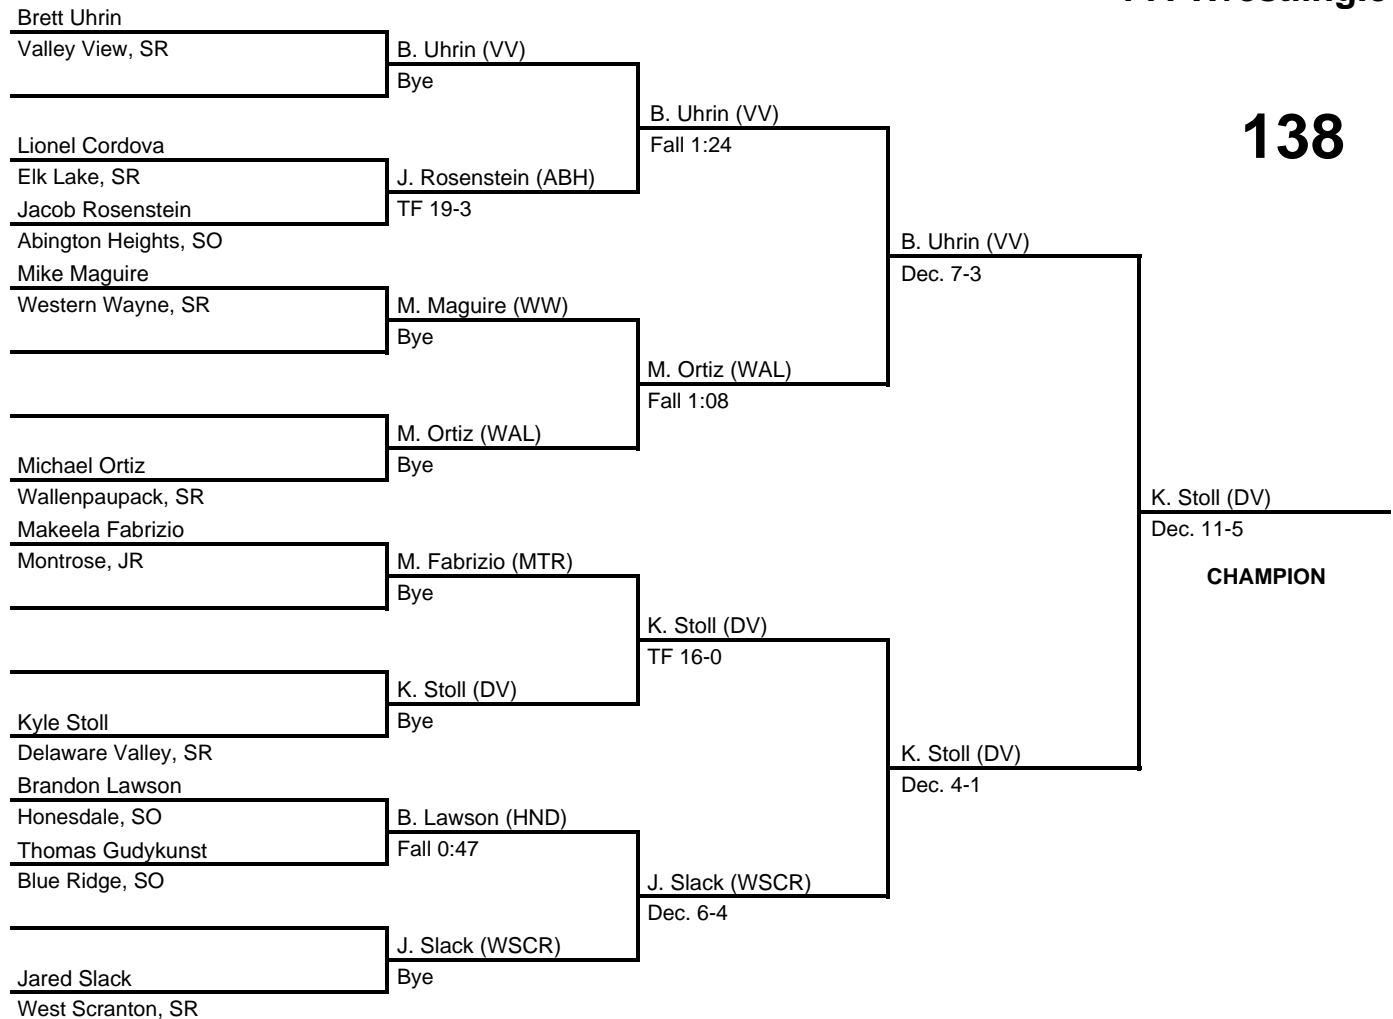 Brett Uhrin
Valley View, SR
B. Uhrin (VV)
Bye
B. Uhrin (VV)
Fall 1:24
138
Lionel Cordova
Elk Lake, SR
J. Rosenstein (ABH)
Jacob Rosenstein
TF 19-3
Abington Heights, SO
B. Uhrin (VV)
Dec. 7-3
Mike Maguire
Western Wayne, SR
M. Maguire (WW)
Bye
M. Ortiz (WAL)
Fall 1:08
M. Ortiz (WAL)
Michael Ortiz
Bye
Wallenpaupack, SR
K. Stoll (DV)
Dec. 11-5
CHAMPION
Makeela Fabrizio
Montrose, JR
M. Fabrizio (MTR)
Bye
K. Stoll (DV)
TF 16-0
K. Stoll (DV)
Kyle Stoll
Bye
Delaware Valley, SR
K. Stoll (DV)
Dec. 4-1
Brandon Lawson
Honesdale, SO
B. Lawson (HND)
Thomas Gudykunst
Fall 0:47
Blue Ridge, SO
J. Slack (WSCR)
Dec. 6-4
J. Slack (WSCR)
Jared Slack
Bye
West Scranton, SR